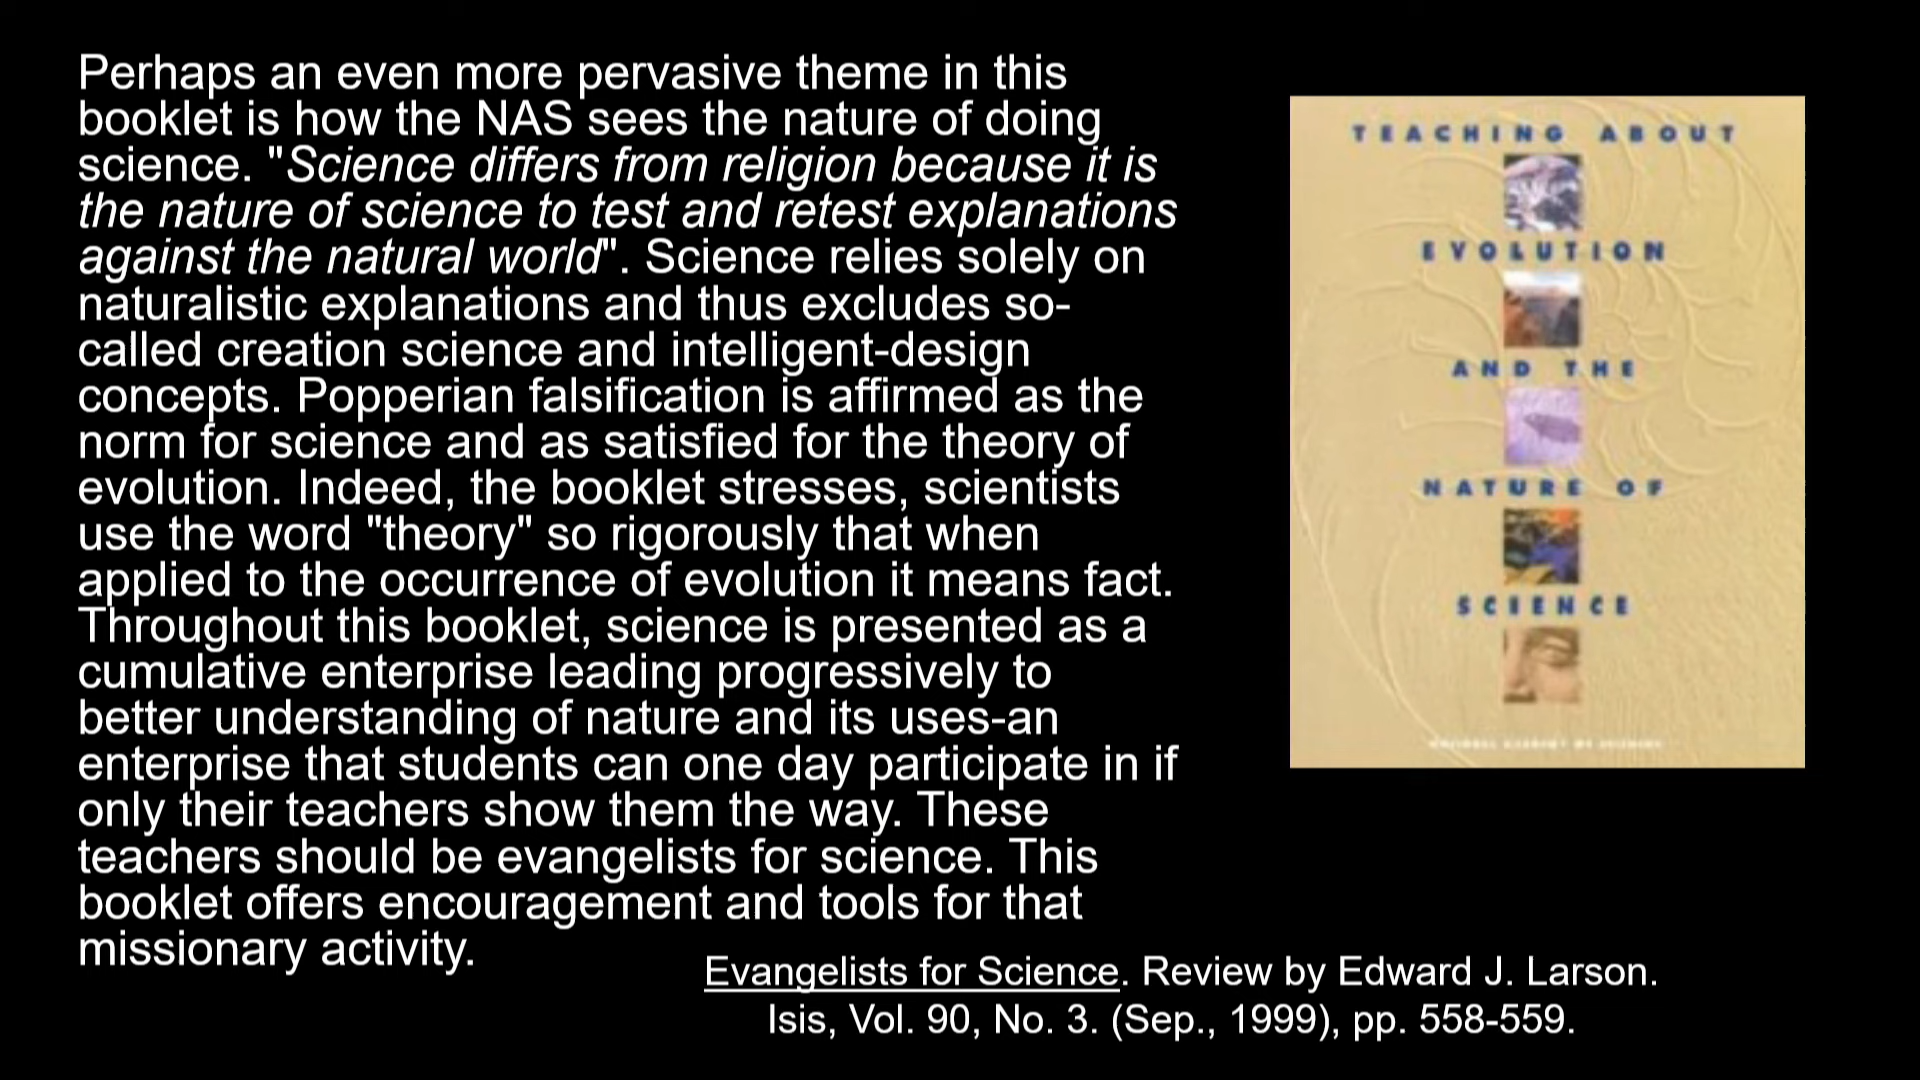 Perhaps an even more pervasive theme in this
booklet is how the NAS sees the nature of doing
science. "Science differs from religion because it is
the nature of science to test and retest explanations
against the natural world". Science relies solely on
naturalistic explanations and thus excludes so-
called creation science and intelligent-design
concepts. Popperian falsification is affirmed as the
norm for science and as satisfied for the theory of
evolution. Indeed, the booklet stresses, scientists
use the word "theory" so rigorously that when
applied to the occurrence of evolution it means fact.
Throughout this booklet, science is presented as a
cumulative enterprise leading progressively to
better understanding of nature and its uses-an
enterprise that students can one day participate in if
only their teachers show them the way. These
teachers should be evangelists for science. This
booklet offers encouragement and tools for that
missionary activity.
TEACHING ABOUT
EVOLUTION
AND THE
NATURE OF
SCIENCE
NATIONAL ACADEMY OF SCIENCES
Evangelists for Science. Review by Edward J. Larson.
Isis, Vol. 90, No. 3. (Sep., 1999), pp. 558-559.